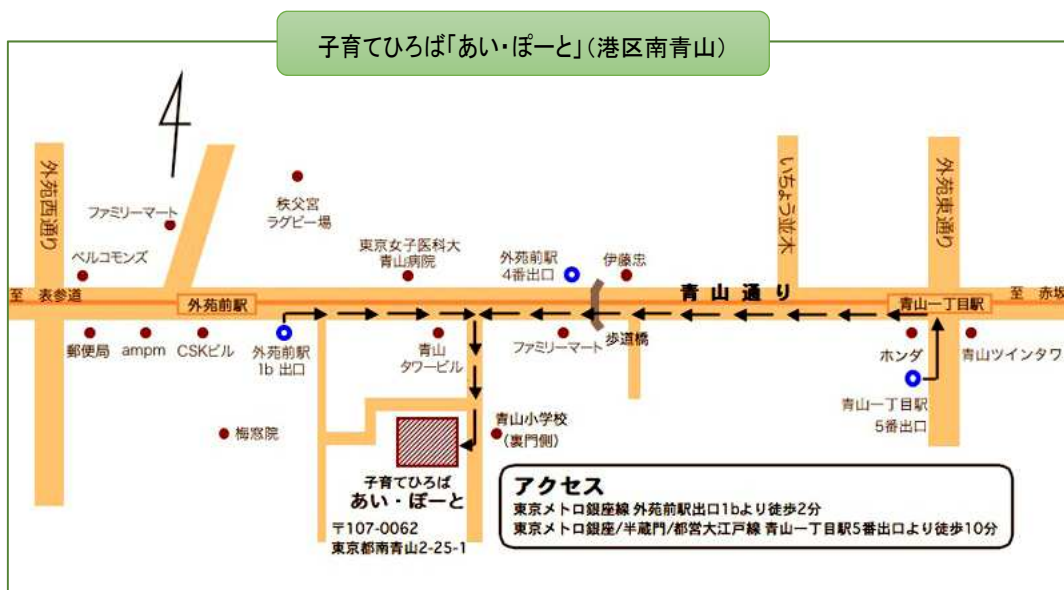 子育てひろば「あい・ぽーと」（港区南青山）
外苑西通り
ファミリーマート
ベルコモンズ
秩父宮
ラグビー場
東京女子医科大
青山病院
外苑前駅
4番出口
伊藤忠
いちょう並木
外苑東通り
至 表参道
外苑前駅
青山通り
青山一丁目駅
至 赤坂
郵便局
ampm
CSKビル
外苑前駅
1b 出口
青山
タワービル
ファミリーマート
歩道橋
ホンダ
青山ツインタワ
青山一丁目駅
5番出口
梅窓院
青山小学校
（裏門側）
子育てひろば
あい・ぽーと
〒107-0062
東京都南青山2-25-1
アクセス
東京メトロ銀座線 外苑前駅出口1bより徒歩2分
東京メトロ銀座/半蔵門/都営大江戸線 青山一丁目駅5番出口より徒歩10分